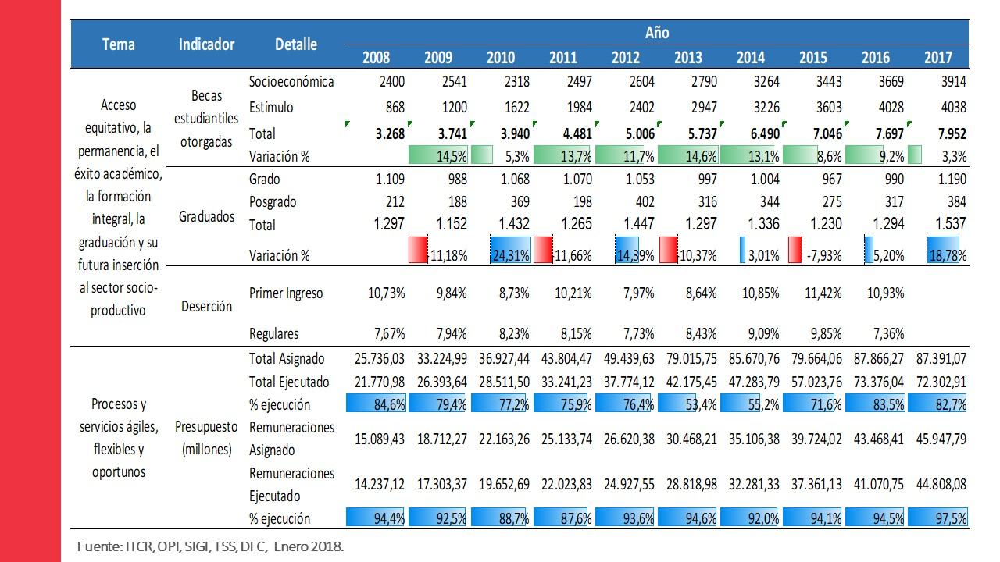 Tema Indicador Detalle Año
2008 2009 2010 2011 2012 2013 2014 2015 2016 2017
Acceso
equitativo, la
permanencia, el
éxito académico,
la formación
integral, la
graduación y su
futura inserción
al sector socio-
productivo
Becas
estudiantiles
otorgadas
Socioeconómica 2400 2541 2318 2497 2604 2790 3264 3443 3669 3914
Estímulo 868 1200 1622 1984 2402 2947 3226 3603 4028 4038
Total 3.268 3.741 3.940 4.481 5.006 5.737 6.490 7.046 7.697 7.952
Variación % 14,5% 5,3% 13,7% 11,7% 14,6% 13,1% 8,6% 9,2% 3,3%
Graduados
Grado 1.109 988 1.068 1.070 1.053 997 1.004 967 990 1.190
Posgrado 212 188 369 198 402 316 344 275 317 384
Total 1.297 1.152 1.432 1.265 1.447 1.297 1.336 1.230 1.294 1.537
Variación % -11,18% 24,31% -11,66% 14,39% -10,37% 3,01% -7,93% 5,20% 18,78%
Deserción
Primer Ingreso 10,73% 9,84% 8,73% 10,21% 7,97% 8,64% 10,85% 11,42% 10,93%
Regulares 7,67% 7,94% 8,23% 8,15% 7,73% 8,43% 9,09% 9,85% 7,36%
Procesos y
servicios ágiles,
flexibles y
oportunos
Presupuesto
(millones)
Total Asignado 25.736,03 33.224,99 36.927,44 43.804,47 49.439,63 79.015,75 85.670,76 79.664,06 87.866,27 87.391,07
Total Ejecutado 21.770,98 26.393,64 28.511,50 33.241,23 37.774,12 42.175,45 47.283,79 57.023,76 73.376,04 72.302,91
% ejecución 84,6% 79,4% 77,2% 75,9% 76,4% 53,4% 55,2% 71,6% 83,5% 82,7%
Remuneraciones
Asignado 15.089,43 18.712,27 22.163,26 25.133,74 26.620,38 30.468,21 35.106,38 39.724,02 43.468,41 45.947,79
Remuneraciones
Ejecutado 14.237,12 17.303,37 19.652,69 22.023,83 24.927,55 28.818,98 32.281,33 37.361,13 41.070,75 44.808,08
% ejecución 94,4% 92,5% 88,7% 87,6% 93,6% 94,6% 92,0% 94,1% 94,5% 97,5%
Fuente: ITCR, OPI, SIGI, TSS, DFC, Enero 2018.